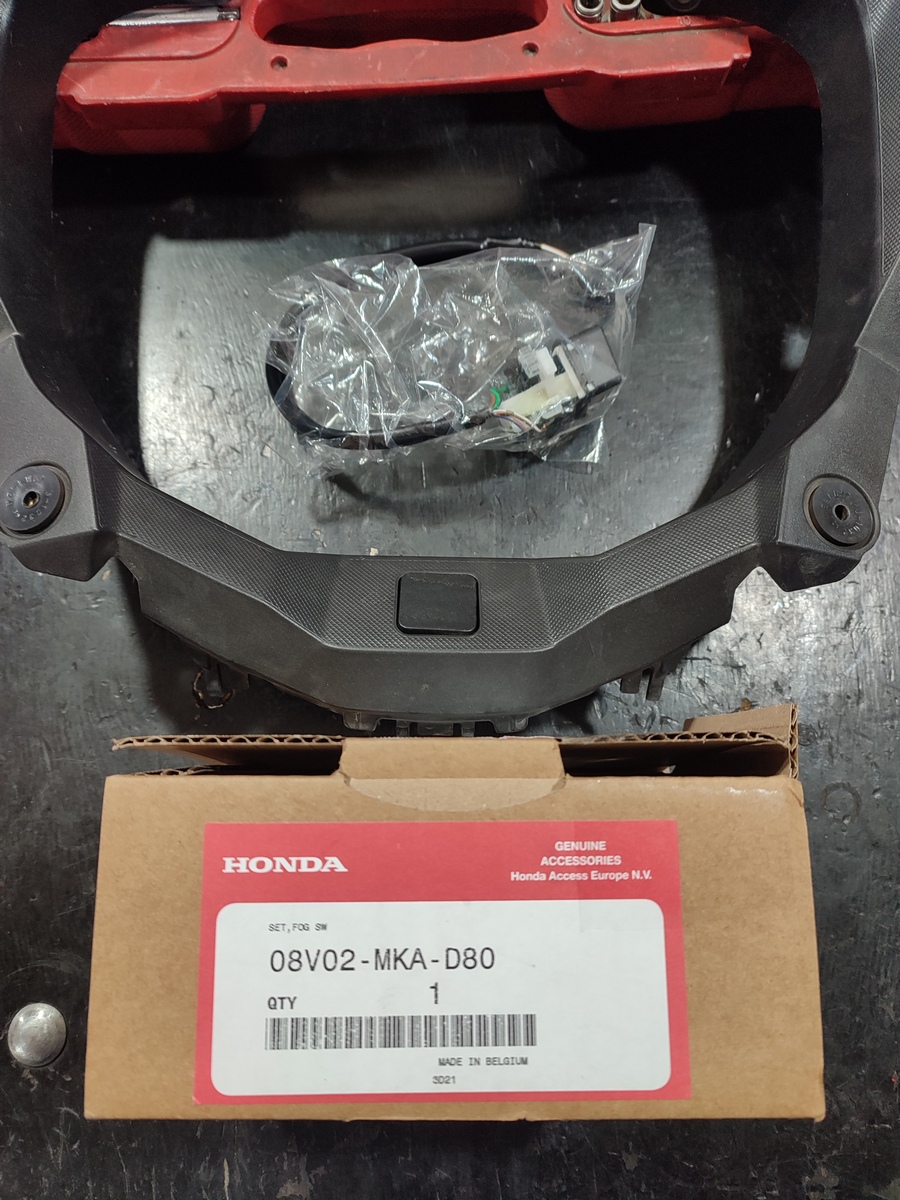 HONDA
GENUINE
ACCESSORIES
Honda Access Europe N.V.
SET,FOG SW
08V02-MKA-D80
QTY 1
MADE IN BELGIUM
3D21